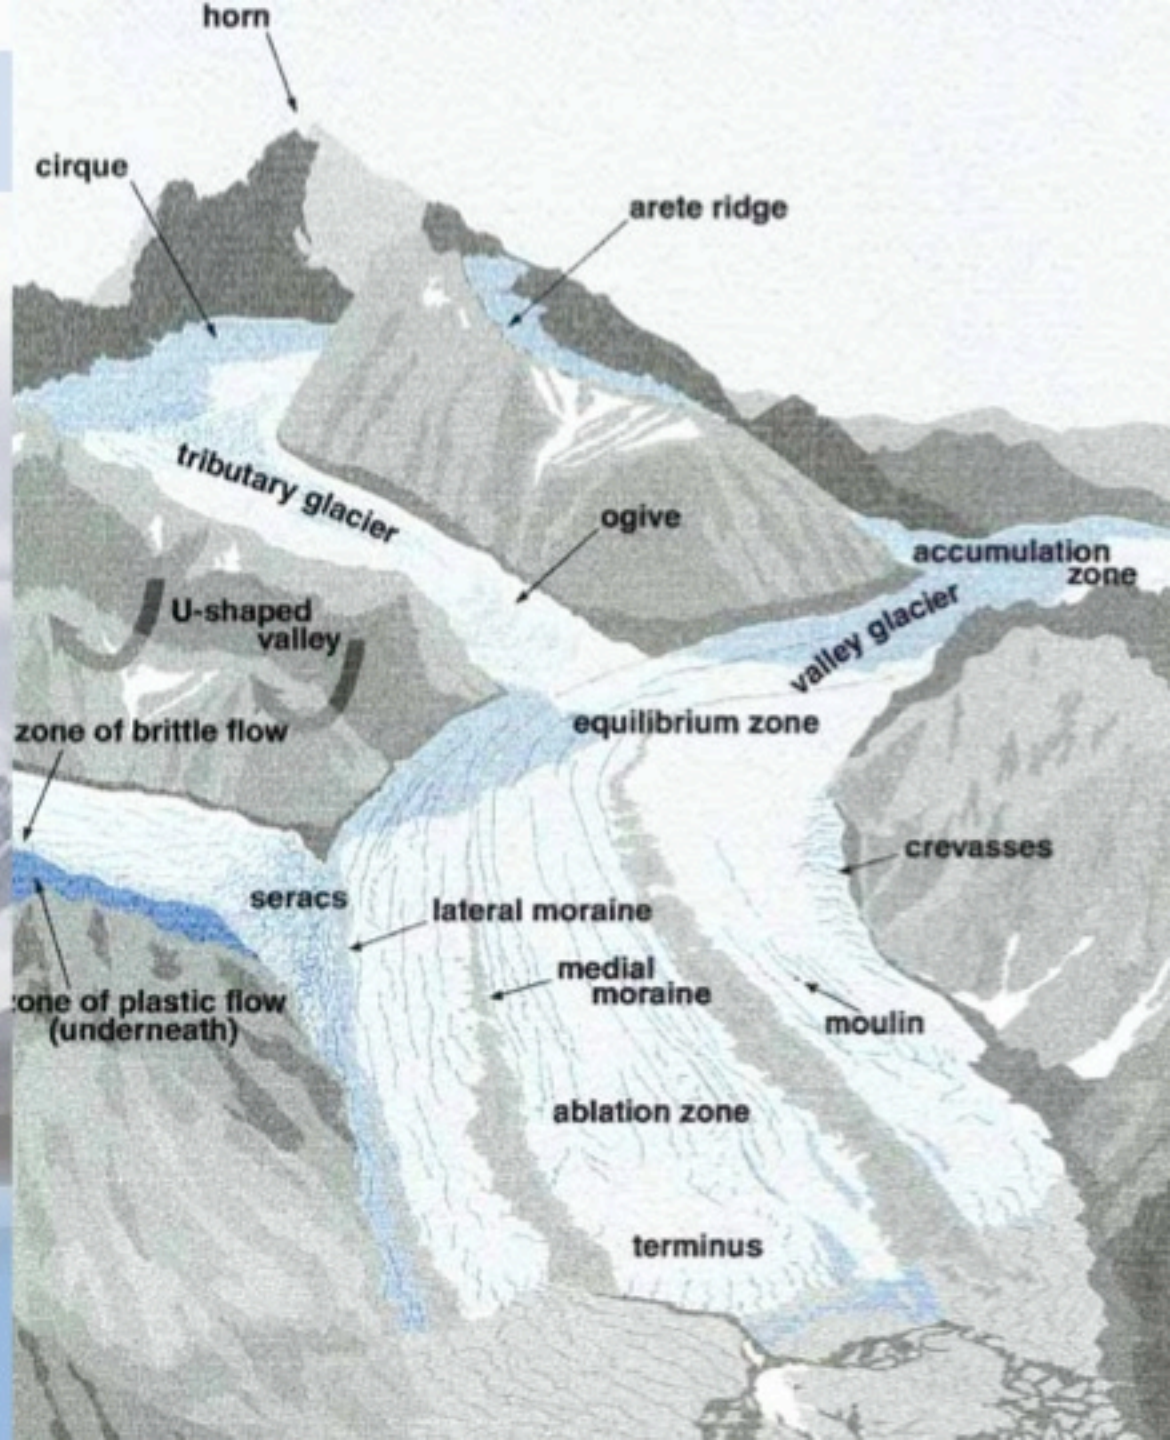 horn
cirque
arete ridge
tributary glacier
ogive
accumulation
zone
valley glacier
U-shaped
valley
equilibrium zone
zone of brittle flow
crevasses
seracs
lateral moraine
medial
moraine
zone of plastic flow
(underneath)
moulin
ablation zone
terminus